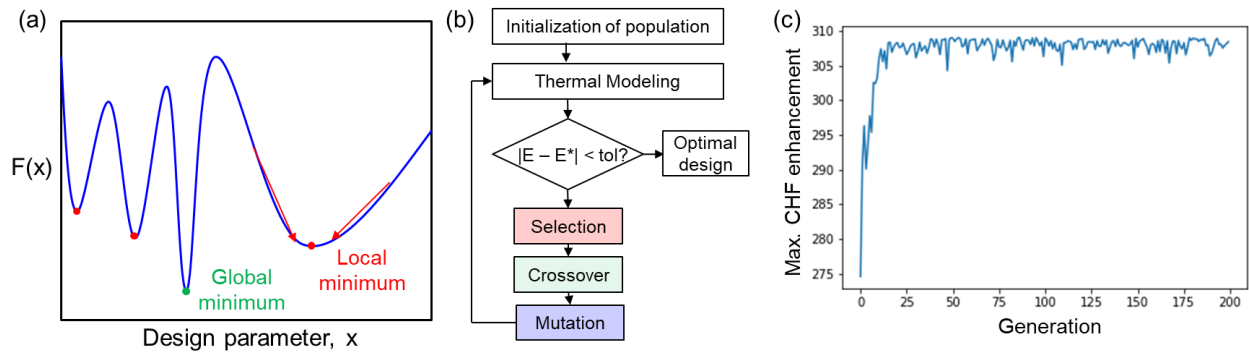 (a)
F(x)
Global
minimum
Local
minimum
Design parameter, x
(b)
Initialization of population
Thermal Modeling
|E – E*| < tol?
Optimal
design
Selection
Crossover
Mutation
(c)
Max. CHF enhancement
310
305
300
295
290
285
280
275
0
25
50
75
100
125
150
175
200
Generation